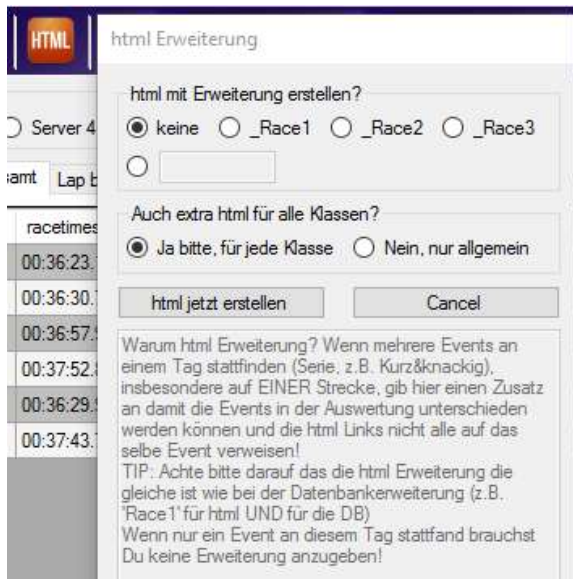 HTML
html Erweiterung
html mit Erweiterung erstellen?
Server 4
keine _Race1 _Race2 _Race3
Lap
Auch extra html für alle Klassen?
racetimes
Ja bitte, für jede Klasse Nein, nur allgemein
00:36:23.
00:36:30.
html jetzt erstellen Cancel
00:36:57.
00:37:52.
00:36:29.
00:37:43.
Warum html Erweiterung? Wenn mehrere Events an
einem Tag stattfinden (Serie, z.B. Kurz&knackig),
insbesondere auf EINER Strecke, gib hier einen Zusatz
an damit die Events in der Auswertung unterschieden
werden können und die html Links nicht alle auf das
selbe Event verweisen!
TIP: Achte bitte darauf das die html Erweiterung die
gleiche ist wie bei der Datenbankerweiterung (z.B.
'Race1' für html UND für die DB)
Wenn nur ein Event an diesem Tag stattfand brauchst
Du keine Erweiterung anzugeben!